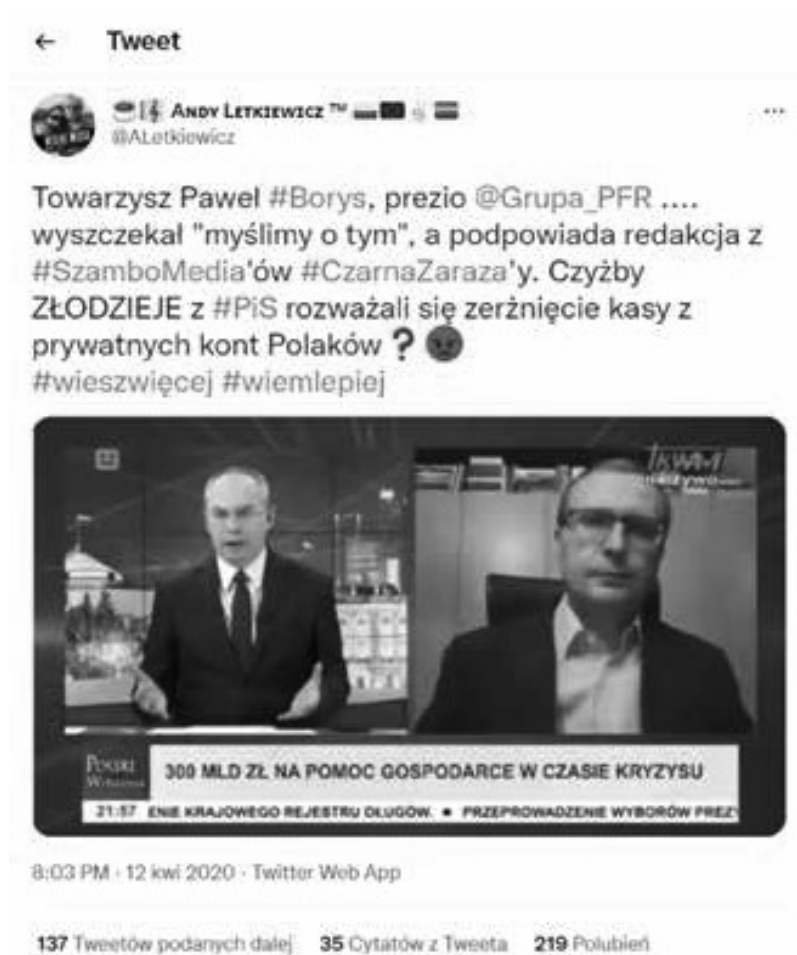 ← Tweet
ANDY LETKIEWICZ ™
@ALetkiewicz
Towarzysz Pawel #Borys, prezio @Grupa_PFR ....
wyszczekał "myślimy o tym", a podpowiada redakcja z
#SzamboMedia'ów #CzarnaZaraza'y. Czyżby
ZŁODZIEJE z #PiS rozważali się zerżnięcie kasy z
prywatnych kont Polaków ?
#wieszwięcej #wiemlepiej
na żywo
300 MLD ZŁ NA POMOC GOSPODARCE W CZASIE KRYZYSU
21:57 ENIE KRAJOWEGO REJESTRU DŁUGÓW. ● PRZEPROWADZENIE WYBORÓW PREZY
8:03 PM · 12 kwi 2020 · Twitter Web App
137 Tweetów podanych dalej 35 Cytatów z Tweeta 219 Polubień